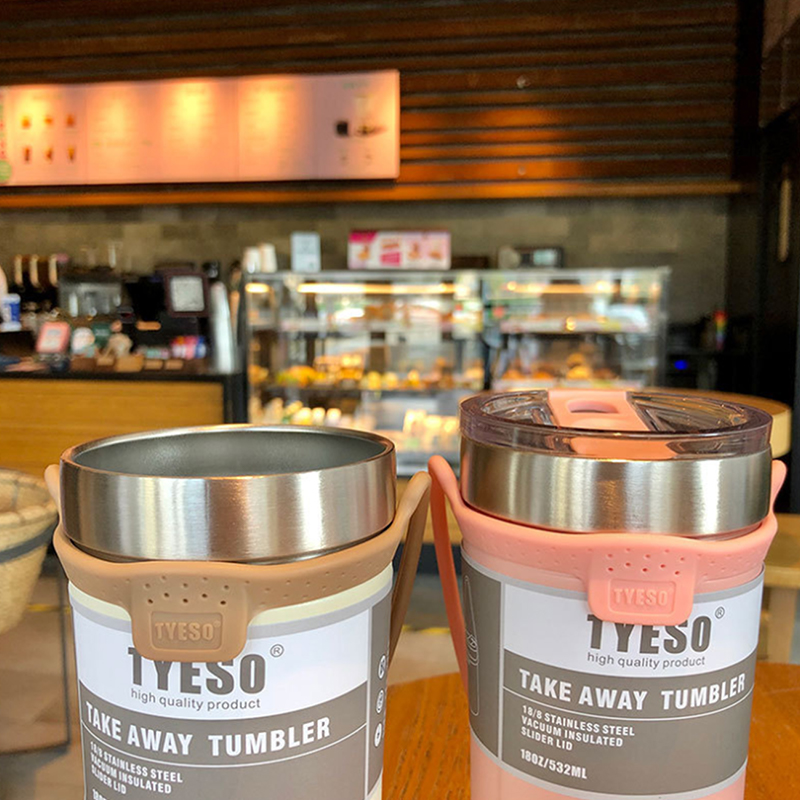 TYESO
TYESO®
high quality product
TAKE AWAY TUMBLER
18/8 STAINLESS STEEL
VACUUM INSULATED
SLIDER LID
TYESO
TYESO®
high quality product
TAKE AWAY TUMBLER
18/8 STAINLESS STEEL
VACUUM INSULATED
SLIDER LID
18OZ/532ML